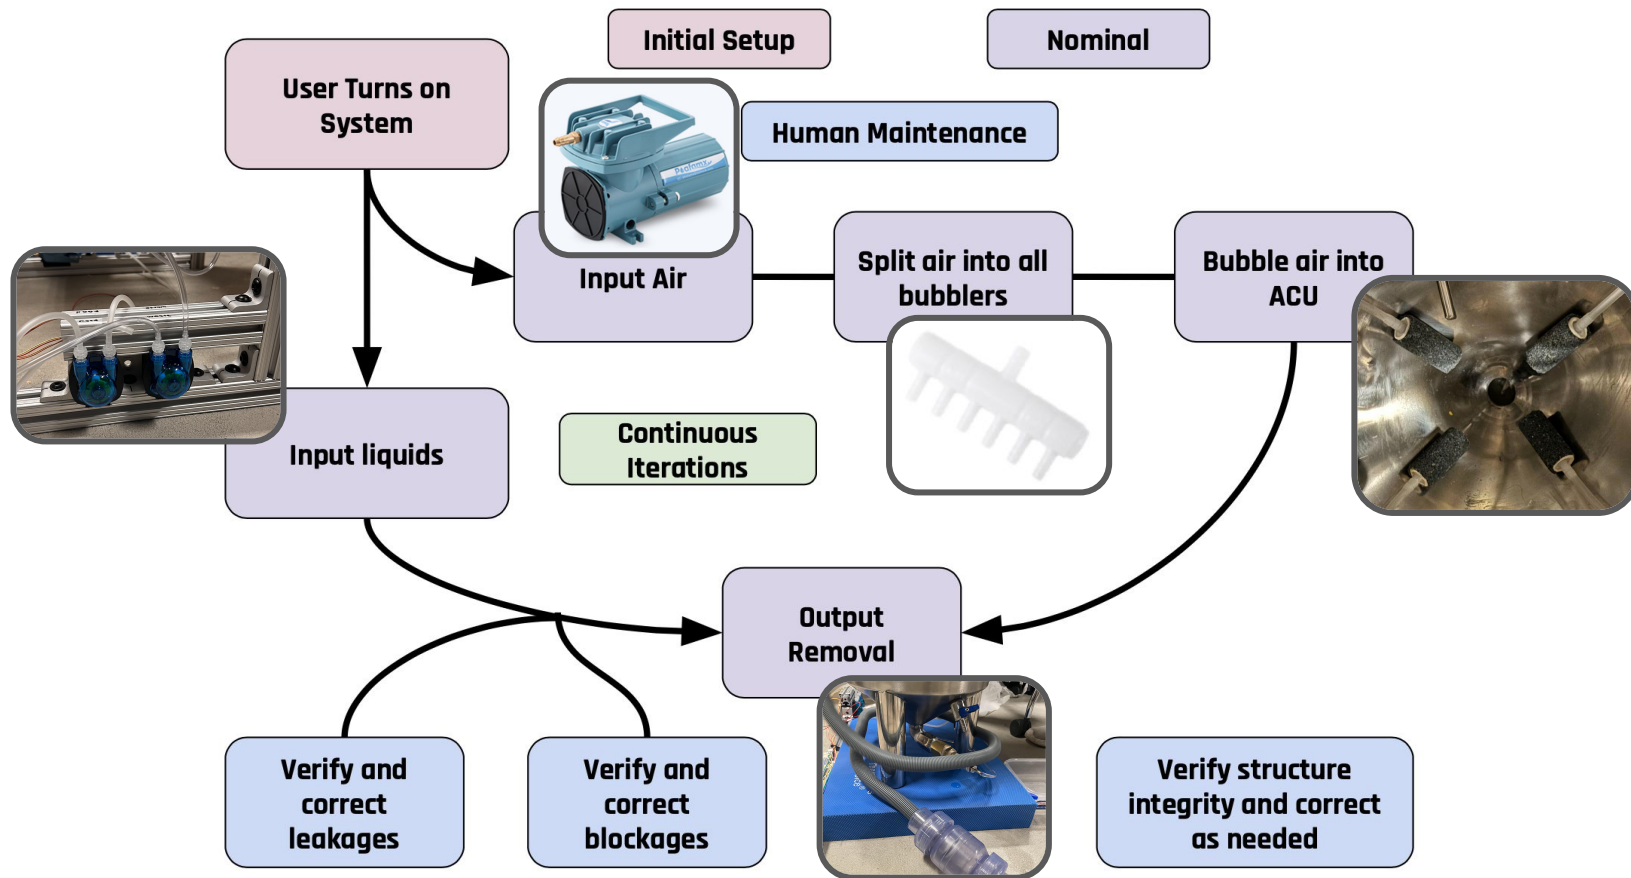 Initial Setup
Nominal
User Turns on
System
Human Maintenance
Input Air
Split air into all
bubblers
Bubble air into
ACU
Continuous
Iterations
Input liquids
Output
Removal
Verify and
correct
leakages
Verify and
correct
blockages
Verify structure
integrity and correct
as needed